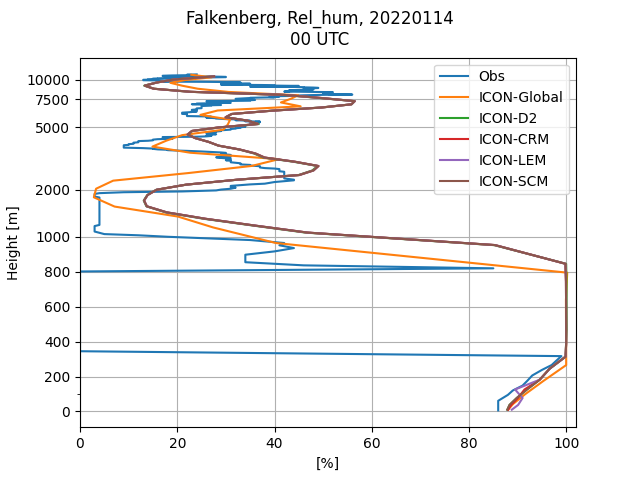 Falkenberg, Rel_hum, 20220114
00 UTC
Obs
ICON-Global
ICON-D2
ICON-CRM
ICON-LEM
ICON-SCM
Height [m]
10000
7500
5000
2000
1000
800
600
400
200
0
0 20 40 60 80 100
[%]